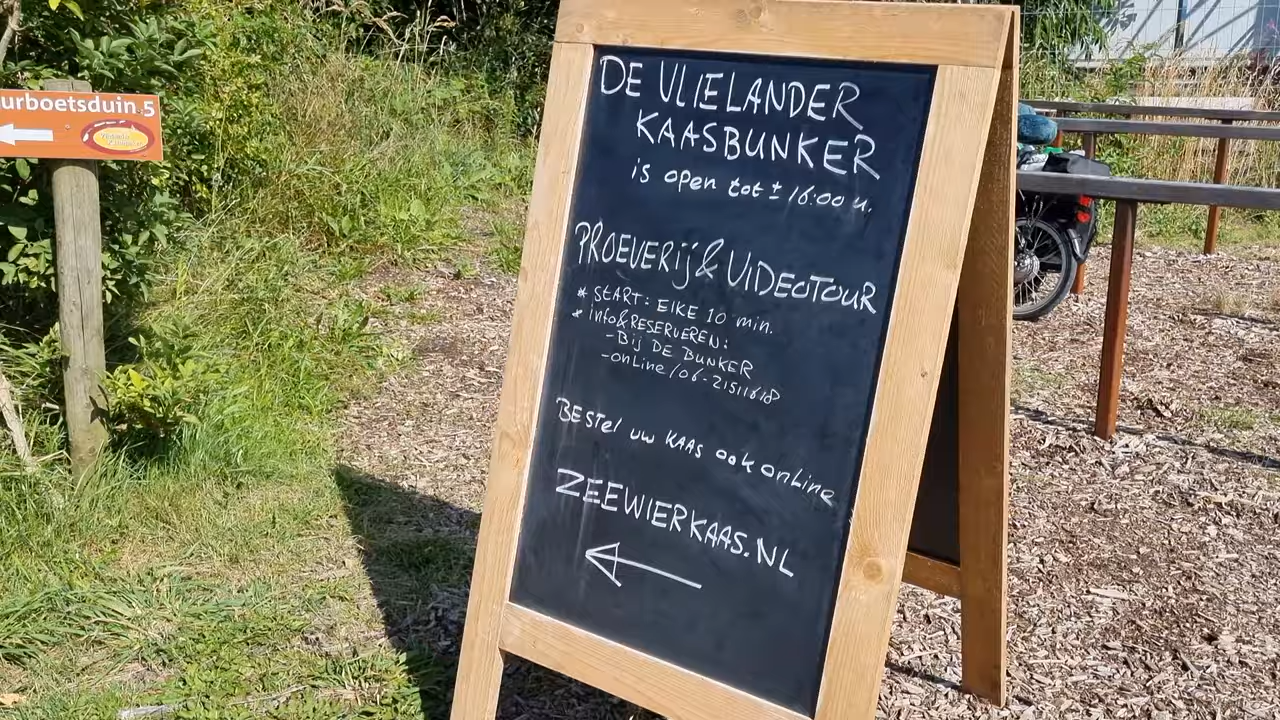 urboetsduin 5
DE VLIELANDER
KAASBUNKER
is open tot ± 16:00 u.
PROEVERij & ViDEOTOUR
* START: ElKE 10 min.
* info & RESERVEREN:
- Bij DE BUNKER
- onLine / 06-21511618
BESTEl uw KAAs ook onLine
ZEEWIERKAAS.NL